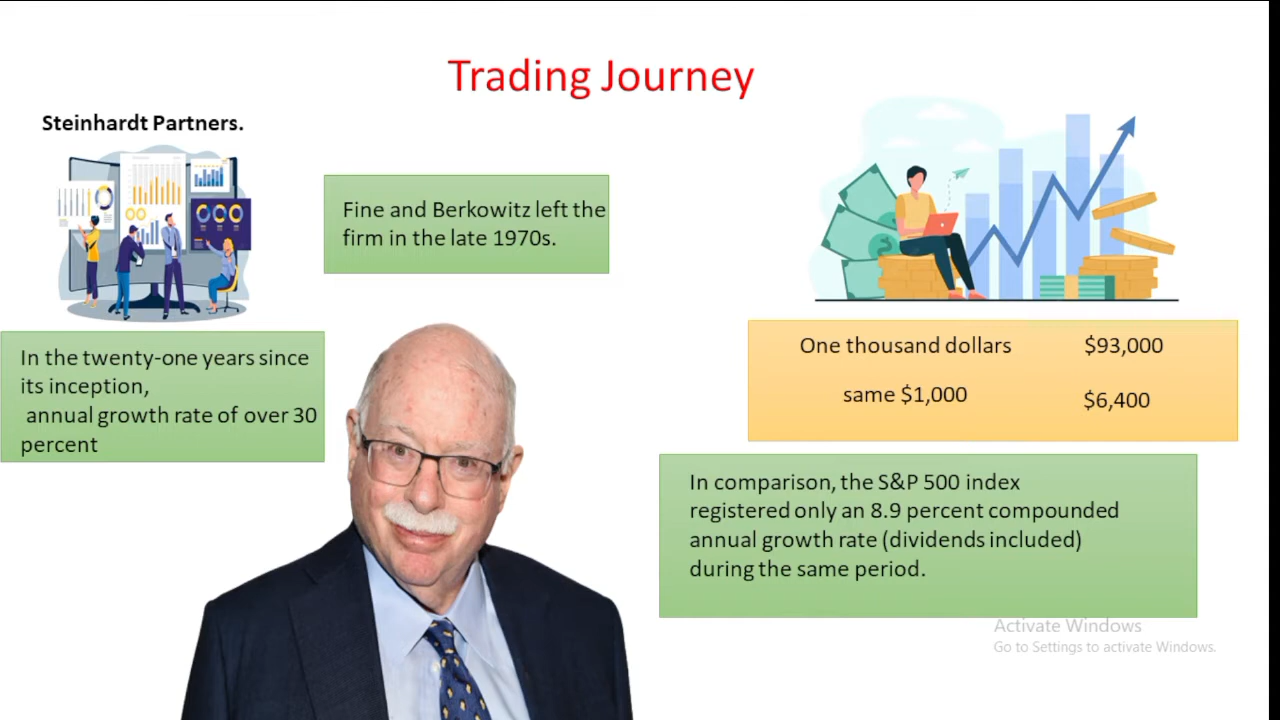 Trading Journey
Steinhardt Partners.
Fine and Berkowitz left the
firm in the late 1970s.
In the twenty-one years since
its inception,
annual growth rate of over 30
percent
One thousand dollars $93,000
same $1,000 $6,400
In comparison, the S&P 500 index
registered only an 8.9 percent compounded
annual growth rate (dividends included)
during the same period.
Activate Windows
Go to Settings to activate Windows.